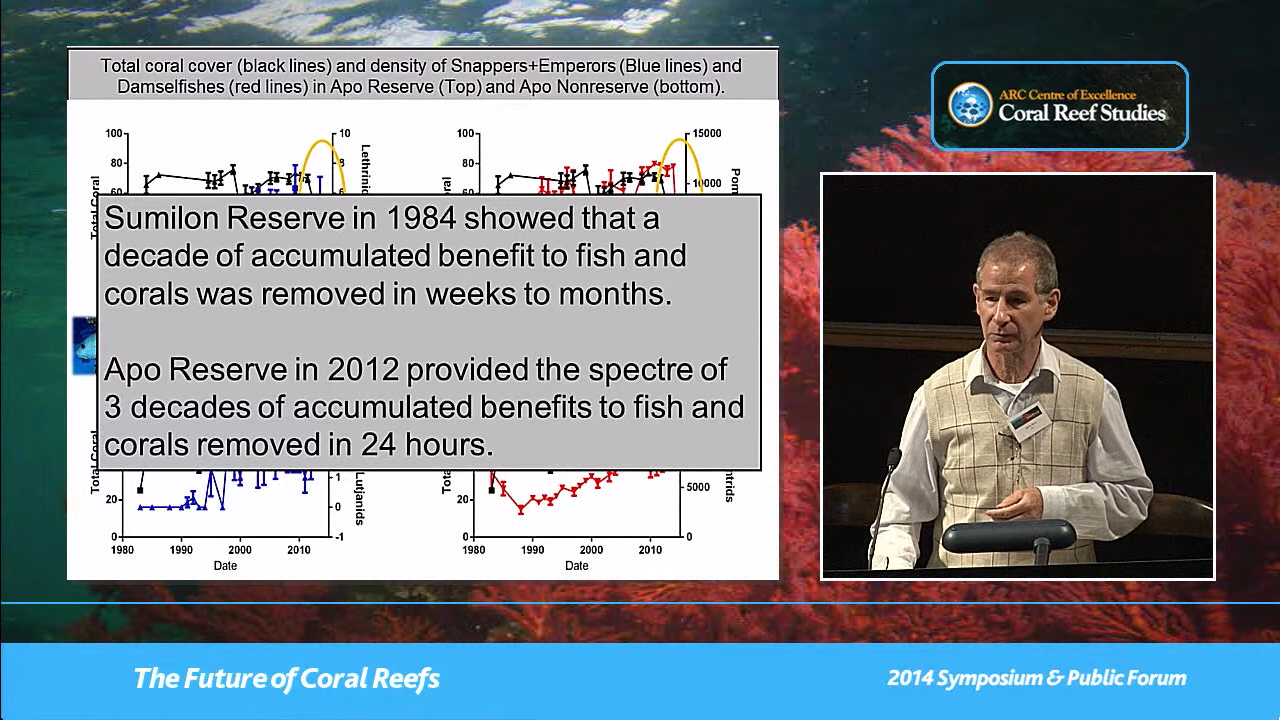 Total coral cover (black lines) and density of Snappers+Emperors (Blue lines) and
Damselfishes (red lines) in Apo Reserve (Top) and Apo Nonreserve (bottom).
ARC Centre of Excellence
Coral Reef Studies
100
80
60
10
8
6
100
80
60
15000
10000
Sumilon Reserve in 1984 showed that a
decade of accumulated benefit to fish and
corals was removed in weeks to months.
Apo Reserve in 2012 provided the spectre of
3 decades of accumulated benefits to fish and
corals removed in 24 hours.
Total Coral
20
0
1
0
-1
Lutjanids
1980 1990 2000 2010
Date
20
0
5000
0
1980 1990 2000 2010
Date
The Future of Coral Reefs
2014 Symposium & Public Forum